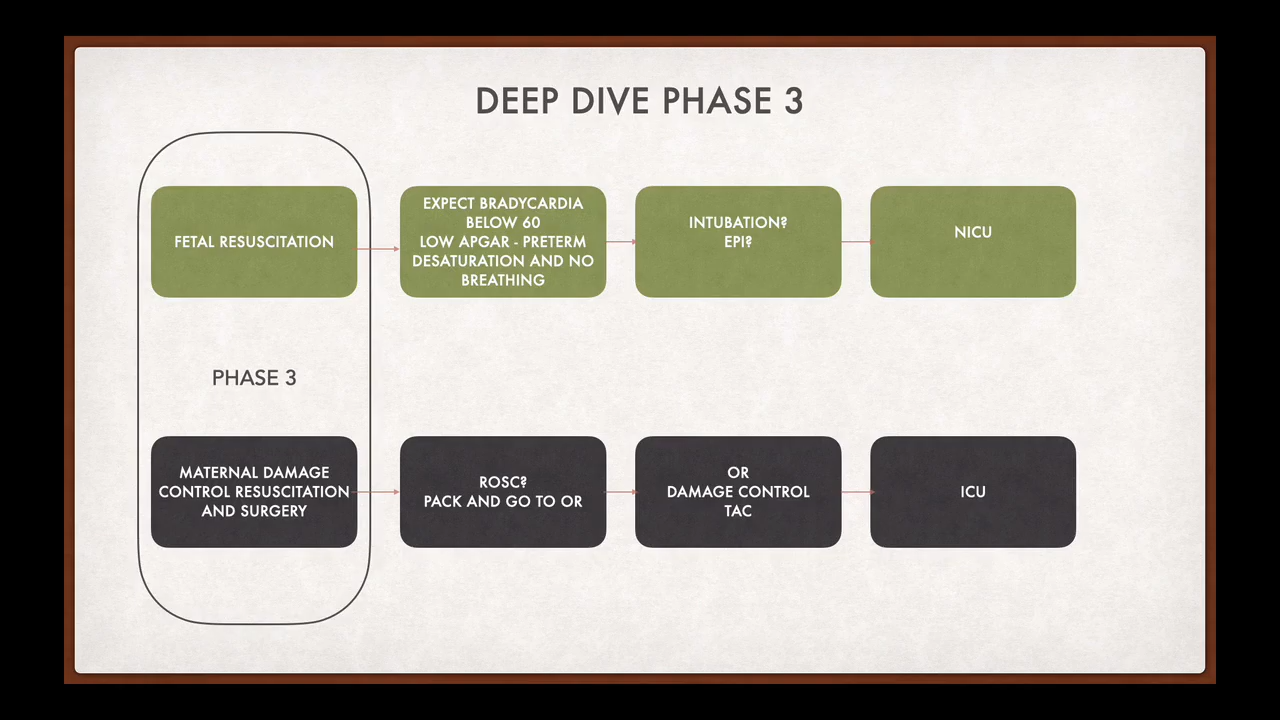 DEEP DIVE PHASE 3
FETAL RESUSCITATION
EXPECT BRADYCARDIA
BELOW 60
LOW APGAR - PRETERM
DESATURATION AND NO
BREATHING
INTUBATION?
EPI?
NICU
PHASE 3
MATERNAL DAMAGE
CONTROL RESUSCITATION
AND SURGERY
ROSC?
PACK AND GO TO OR
OR
DAMAGE CONTROL
TAC
ICU